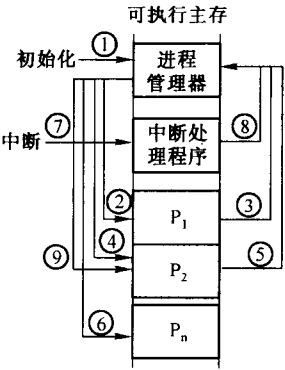 可执行主存
①
初始化
进程
管理器
⑦
⑧
中断
中断处
理程序
②
③
P1
④
⑨
⑤
P2
⑥
Pn